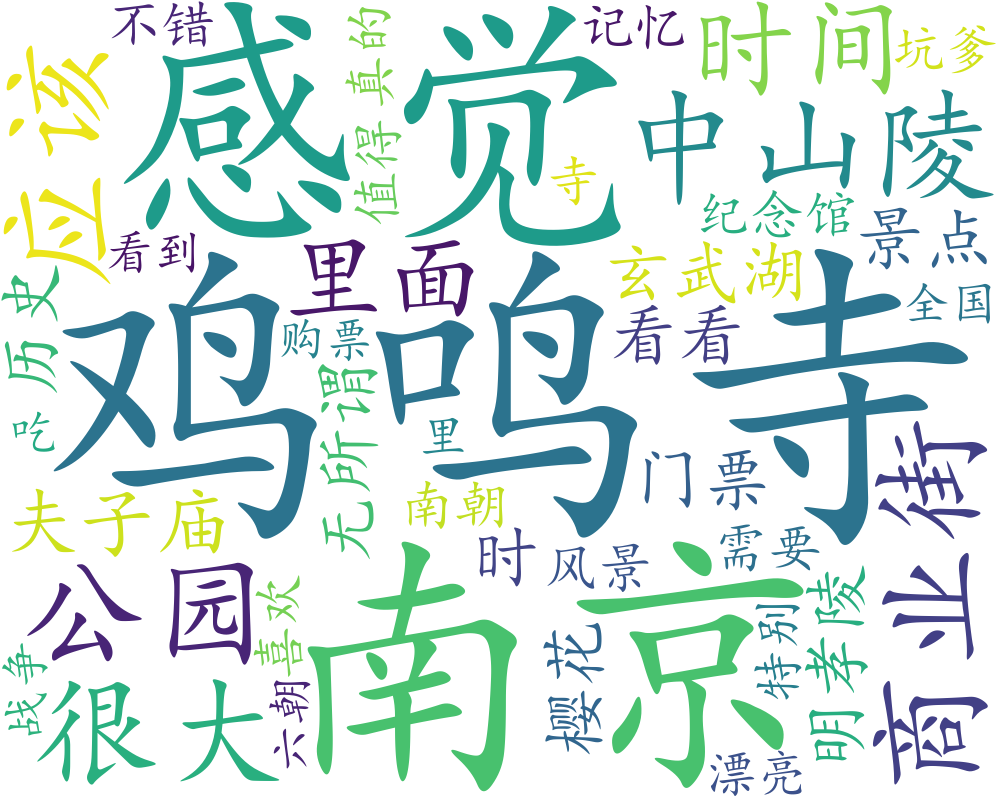 不错
感觉
真的
值得
记忆
时间
坑爹
应该
中山陵
寺
纪念馆
景点
看到
里面
玄武湖
历史
鸡鸣寺
购票
看看
全国
无所谓
里
吃
门票
商业街
夫子庙
南朝
时
风景
需要
公园
喜欢
南京
樱花
特别
明孝陵
战争
很大
六朝
漂亮